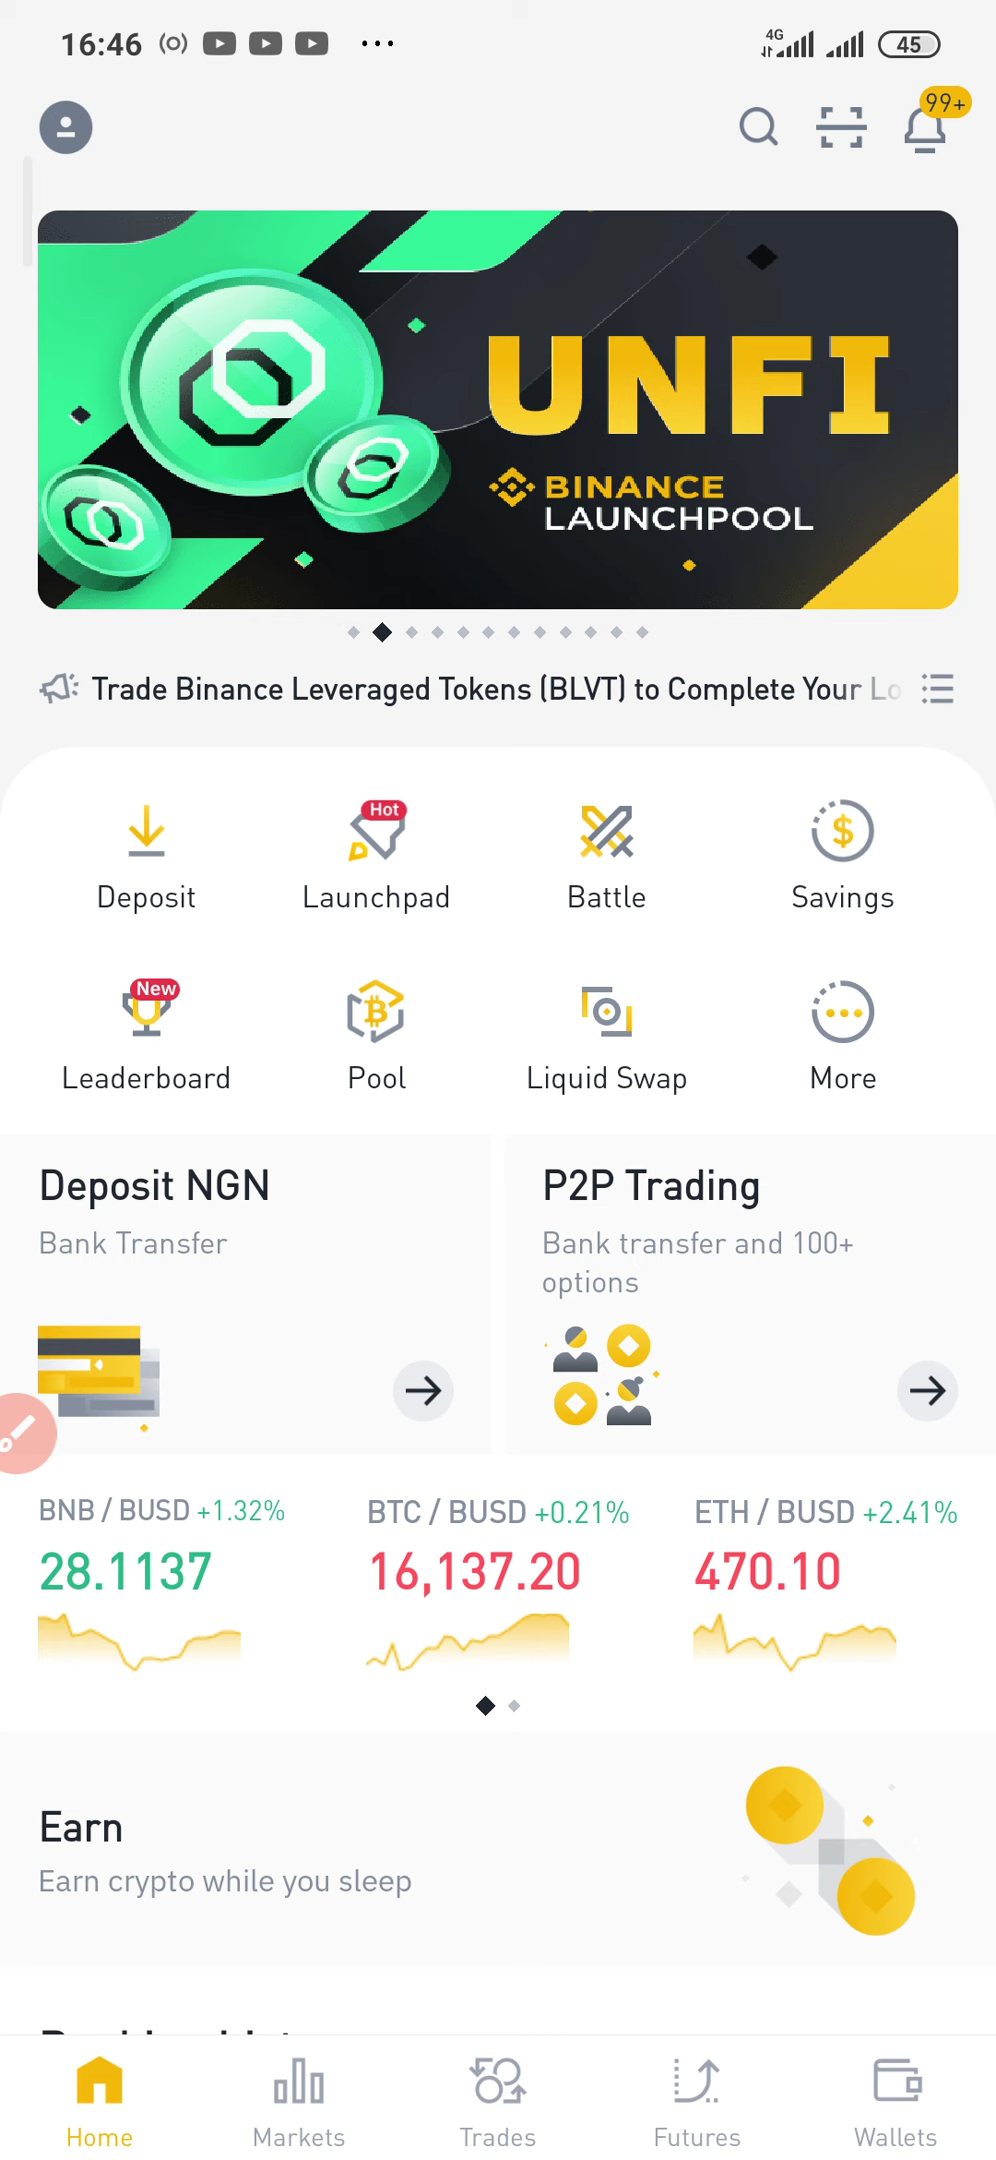 16:46
4G
45
99+
UNFI
BINANCE
LAUNCHPOOL
Trade Binance Leveraged Tokens (BLVT) to Complete Your Lo
Hot
Deposit
Launchpad
Battle
Savings
New
Leaderboard
Pool
Liquid Swap
More
Deposit NGN
Bank Transfer
P2P Trading
Bank transfer and 100+
options
BNB / BUSD +1.32%
28.1137
BTC / BUSD +0.21%
16,137.20
ETH / BUSD +2.41%
470.10
Earn
Earn crypto while you sleep
Home
Markets
Trades
Futures
Wallets